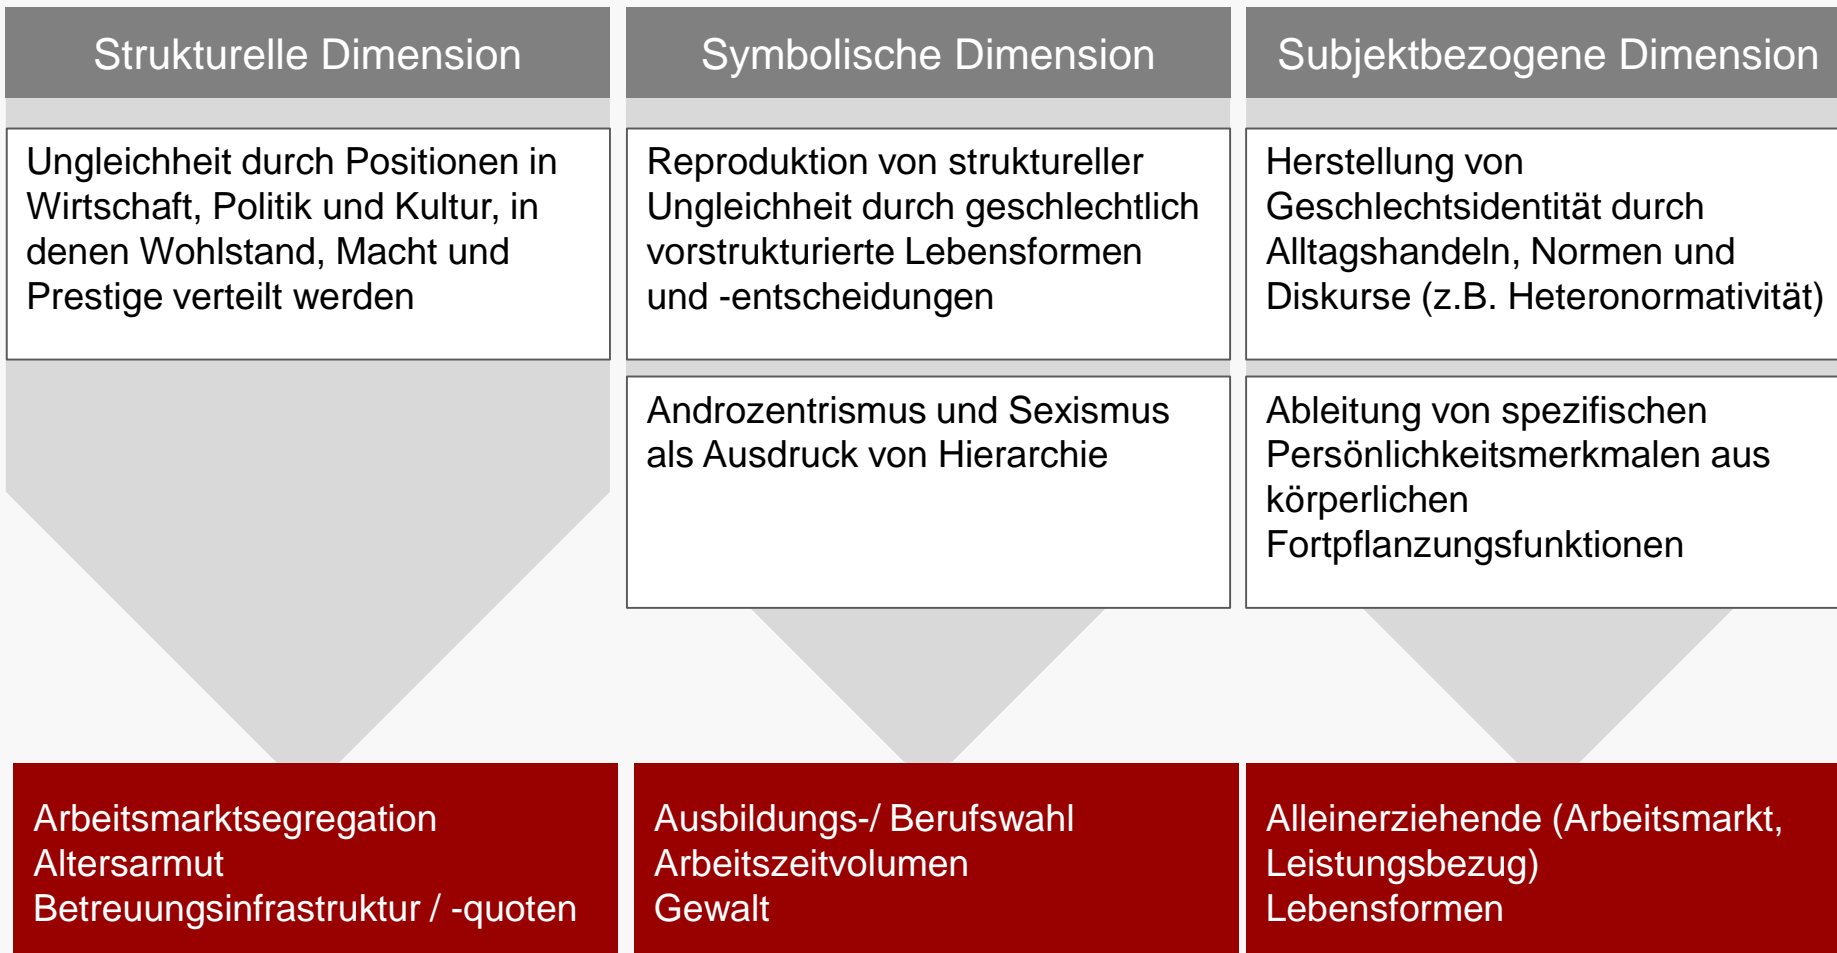 Strukturelle Dimension
Ungleichheit durch Positionen in
Wirtschaft, Politik und Kultur, in
denen Wohlstand, Macht und
Prestige verteilt werden
Arbeitsmarktsegregation
Altersarmut
Betreuungsinfrastruktur / -quoten
Symbolische Dimension
Reproduktion von struktureller
Ungleichheit durch geschlechtlich
vorstrukturierte Lebensformen
und -entscheidungen
Androzentrismus und Sexismus
als Ausdruck von Hierarchie
Ausbildungs-/ Berufswahl
Arbeitszeitvolumen
Gewalt
Subjektbezogene Dimension
Herstellung von
Geschlechtsidentität durch
Alltagshandeln, Normen und
Diskurse (z.B. Heteronormativität)
Ableitung von spezifischen
Persönlichkeitsmerkmalen aus
körperlichen
Fortpflanzungsfunktionen
Alleinerziehende (Arbeitsmarkt,
Leistungsbezug)
Lebensformen